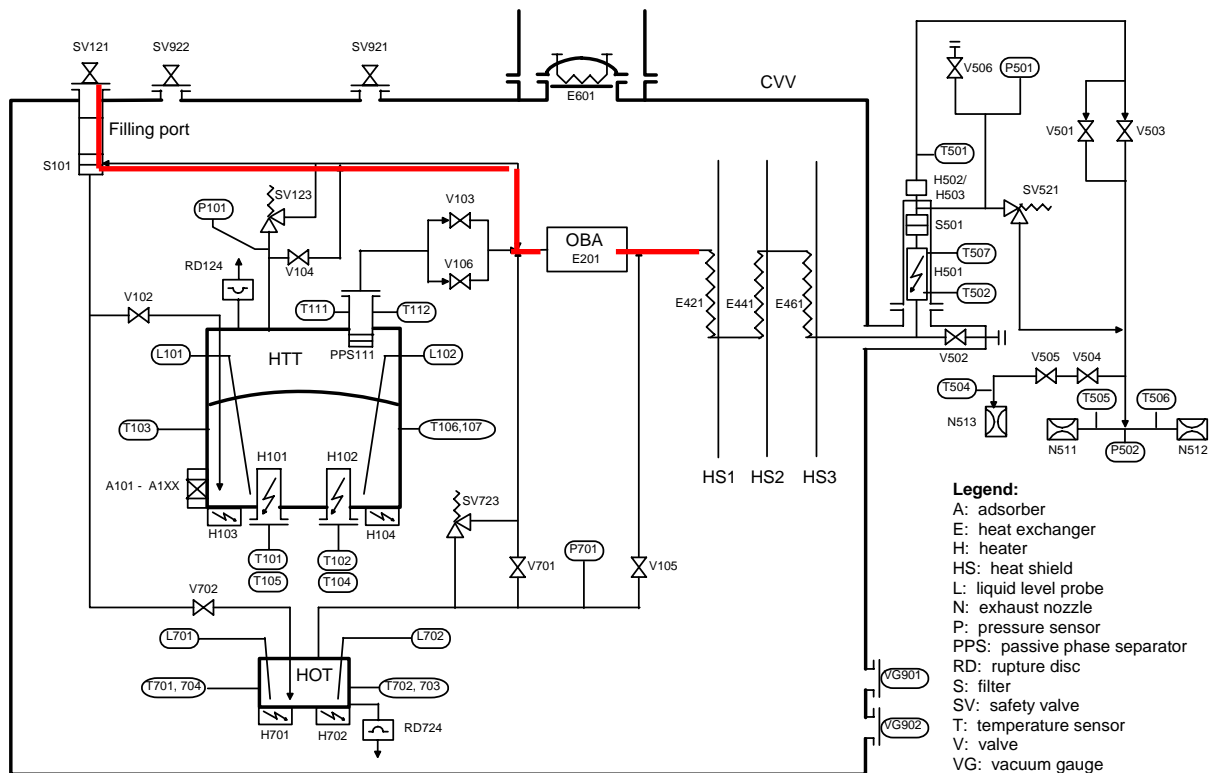 SV121
SV922
SV921
E601
CVV
V506
P501
V501
V503
Filling port
S101
T501
H502/
H503
SV521
S501
T507
H501
T502
SV123
P101
V103
V104
V106
RD124
OBA
E201
E421
E441
E461
V102
T111
T112
PPS111
HTT
L101
L102
V502
V505
V504
T504
T505
T506
N513
N511
P502
N512
T103
T106,107
H101
H102
A101 - A1XX
HS1
HS2
HS3
H103
H104
SV723
T101
T105
T102
T104
P701
V701
V105
V702
L701
L702
HOT
T701, 704
T702, 703
H701
H702
RD724
VG901
VG902
Legend:
A: adsorber
E: heat exchanger
H: heater
HS: heat shield
L: liquid level probe
N: exhaust nozzle
P: pressure sensor
PPS: passive phase separator
RD: rupture disc
S: filter
SV: safety valve
T: temperature sensor
V: valve
VG: vacuum gauge